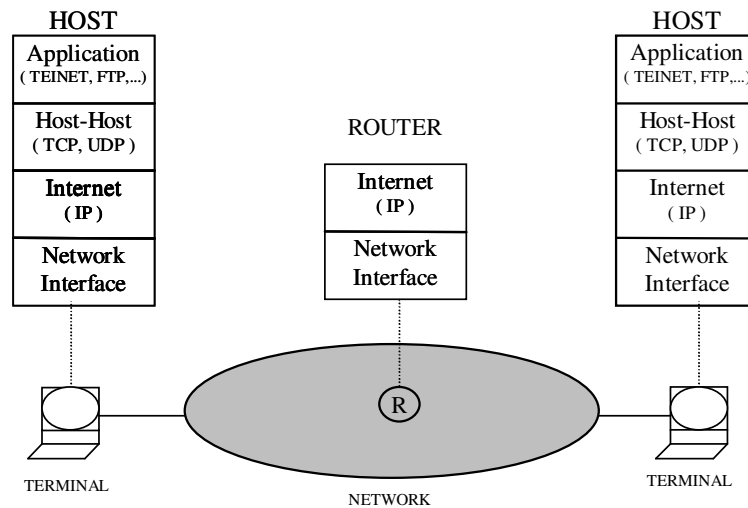 HOST
Application
( TEINET, FTP,...)
Host-Host
( TCP, UDP )
Internet
( IP )
Network
Interface
TERMINAL
ROUTER
Internet
( IP )
Network
Interface
R
NETWORK
HOST
Application
( TEINET, FTP,...)
Host-Host
( TCP, UDP )
Internet
( IP )
Network
Interface
TERMINAL